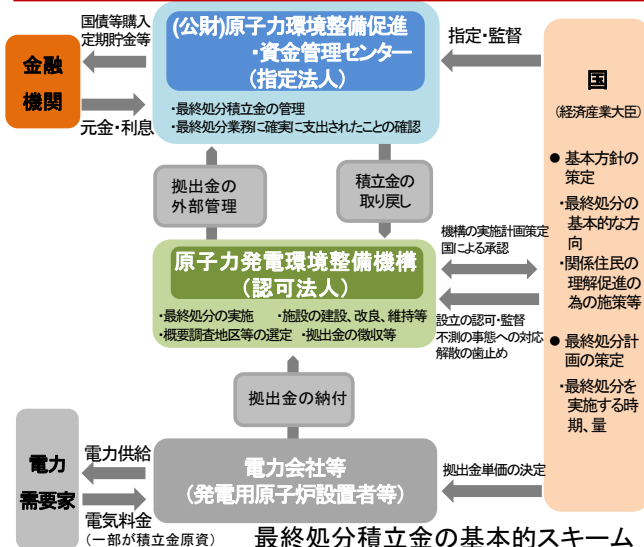 国債等購入
定期貯金等
金融
機関
元金・利息
(公財)原子力環境整備促進
・資金管理センター
(指定法人)
・最終処分積立金の管理
・最終処分業務に確実に支出されたことの確認
指定・監督
国
(経済産業大臣)
● 基本方針の
策定
・最終処分の
基本的な方
向
・関係住民の
理解促進の
為の施策等
● 最終処分計
画の策定
・最終処分を
実施する時
期、量
拠出金の
外部管理
積立金の
取り戻し
機構の実施計画策定
国による承認
原子力発電環境整備機構
(認可法人)
・最終処分の実施 ・施設の建設、改良、維持等
・概要調査地区等の選定 ・拠出金の徴収等
設立の認可・監督
不測の事態への対応
解散の歯止め
拠出金の納付
電力
需要家
電力供給
電気料金
(一部が積立金原資)
電力会社等
(発電用原子炉設置者等)
拠出金単価の決定
最終処分積立金の基本的スキーム